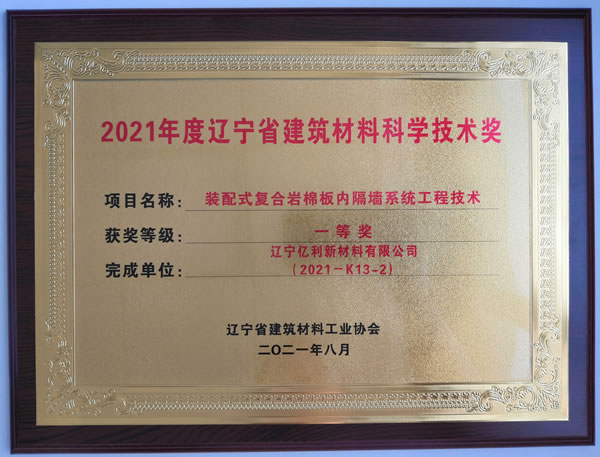 2021年度辽宁省建筑材料科学技术奖
项目名称: 装配式复合岩棉板内隔墙系统工程技术
获奖等级: 一等奖
辽宁亿利新材料有限公司
完成单位: (2021-K13-2)
辽宁省建筑材料工业协会
二〇二一年八月